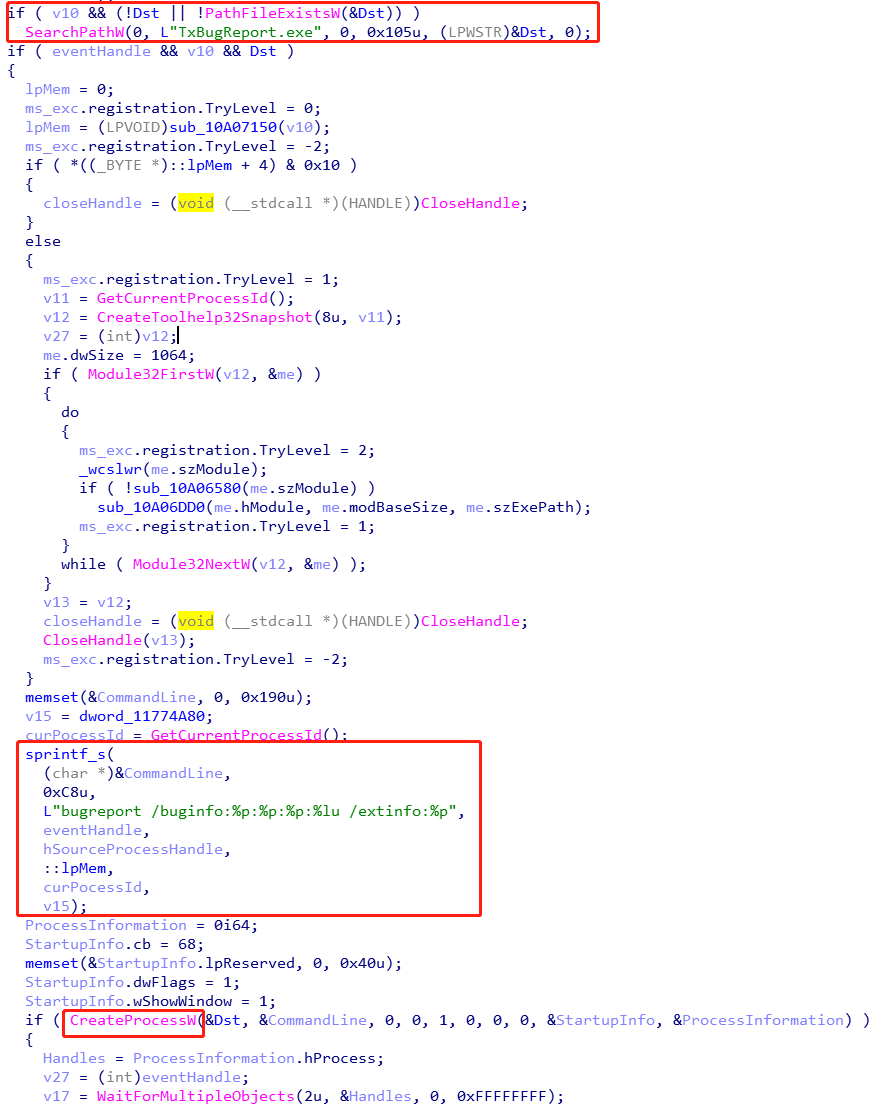 if ( v10 && (!Dst || !PathFileExistsW(&Dst)) )
  SearchPathW(0, L"TxBugReport.exe", 0, 0x105u, (LPWSTR)&Dst, 0);
if ( eventHandle && v10 && Dst )
{
  lpMem = 0;
  ms_exc.registration.TryLevel = 0;
  lpMem = (LPVOID)sub_10A07150(v10);
  ms_exc.registration.TryLevel = -2;
  if ( *((_BYTE *)::lpMem + 4) & 0x10 )
  {
    closeHandle = (void (__stdcall *)(HANDLE))CloseHandle;
  }
  else
  {
    ms_exc.registration.TryLevel = 1;
    v11 = GetCurrentProcessId();
    v12 = CreateToolhelp32Snapshot(8u, v11);
    v27 = (int)v12;
    me.dwSize = 1064;
    if ( Module32FirstW(v12, &me) )
    {
      do
      {
        ms_exc.registration.TryLevel = 2;
        _wcslwr(me.szModule);
        if ( !sub_10A06580(me.szModule) )
          sub_10A06DD0(me.hModule, me.modBaseSize, me.szExePath);
        ms_exc.registration.TryLevel = 1;
      }
      while ( Module32NextW(v12, &me) );
    }
    v13 = v12;
    closeHandle = (void (__stdcall *)(HANDLE))CloseHandle;
    CloseHandle(v13);
    ms_exc.registration.TryLevel = -2;
  }
  memset(&CommandLine, 0, 0x190u);
  v15 = dword_11774A80;
  curPocessId = GetCurrentProcessId();
  sprintf_s(
    (char *)&CommandLine,
    0xC8u,
    L"bugreport /buginfo:%p:%p:%p:%lu /extinfo:%p",
    eventHandle,
    hSourceProcessHandle,
    ::lpMem,
    curPocessId,
    v15);
  ProcessInformation = 0i64;
  StartupInfo.cb = 68;
  memset(&StartupInfo.lpReserved, 0, 0x40u);
  StartupInfo.dwFlags = 1;
  StartupInfo.wShowWindow = 1;
  if ( CreateProcessW(&Dst, &CommandLine, 0, 0, 1, 0, 0, 0, &StartupInfo, &ProcessInformation) )
  {
    Handles = ProcessInformation.hProcess;
    v27 = (int)eventHandle;
    v17 = WaitForMultipleObjects(2u, &Handles, 0, 0xFFFFFFFF);